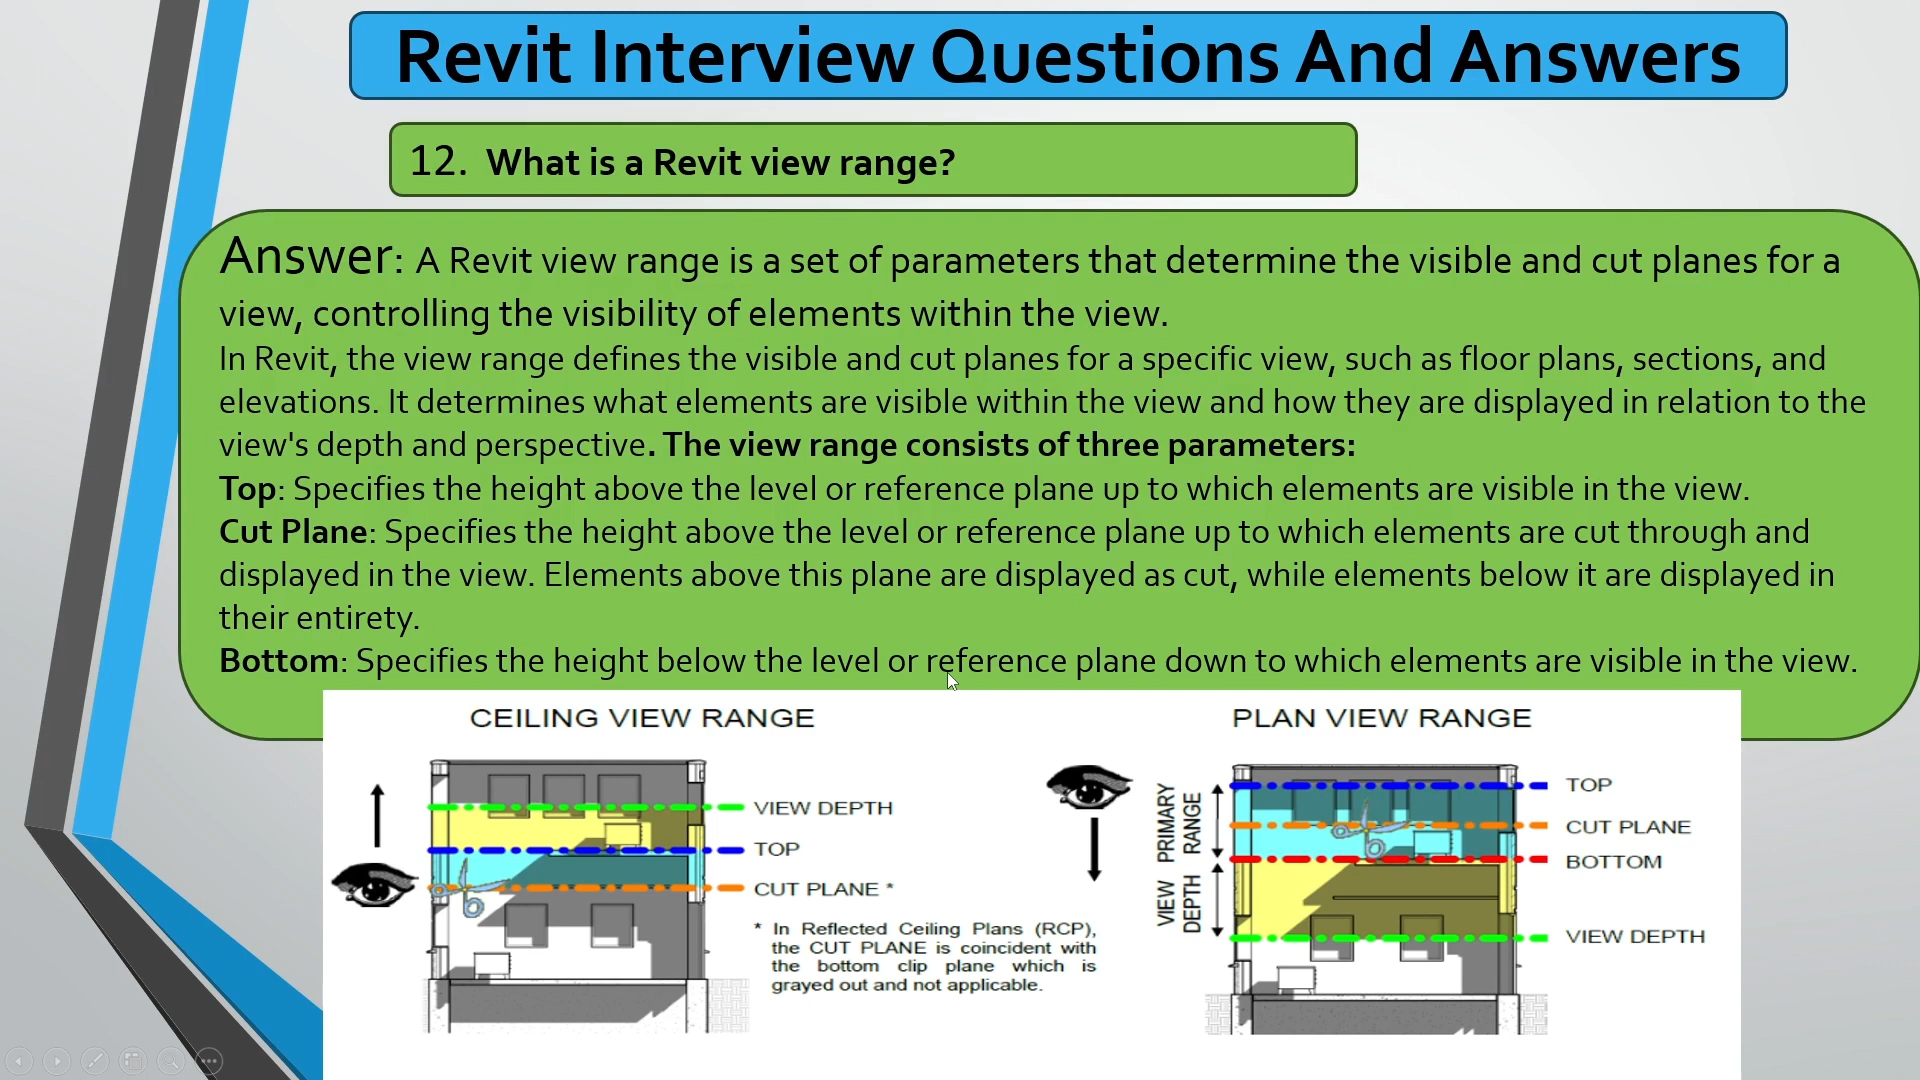 Revit Interview Questions And Answers
12. What is a Revit view range?
Answer: A Revit view range is a set of parameters that determine the visible and cut planes for a
view, controlling the visibility of elements within the view.
In Revit, the view range defines the visible and cut planes for a specific view, such as floor plans, sections, and
elevations. It determines what elements are visible within the view and how they are displayed in relation to the
view's depth and perspective. The view range consists of three parameters:
Top: Specifies the height above the level or reference plane up to which elements are visible in the view.
Cut Plane: Specifies the height above the level or reference plane up to which elements are cut through and
displayed in the view. Elements above this plane are displayed as cut, while elements below it are displayed in
their entirety.
Bottom: Specifies the height below the level or reference plane down to which elements are visible in the view.
CEILING VIEW RANGE
VIEW DEPTH
TOP
CUT PLANE *
* In Reflected Ceiling Plans (RCP),
the CUT PLANE is coincident with
the bottom clip plane which is
grayed out and not applicable.
PLAN VIEW RANGE
PRIMARY
RANGE
VIEW
DEPTH
TOP
CUT PLANE
BOTTOM
VIEW DEPTH